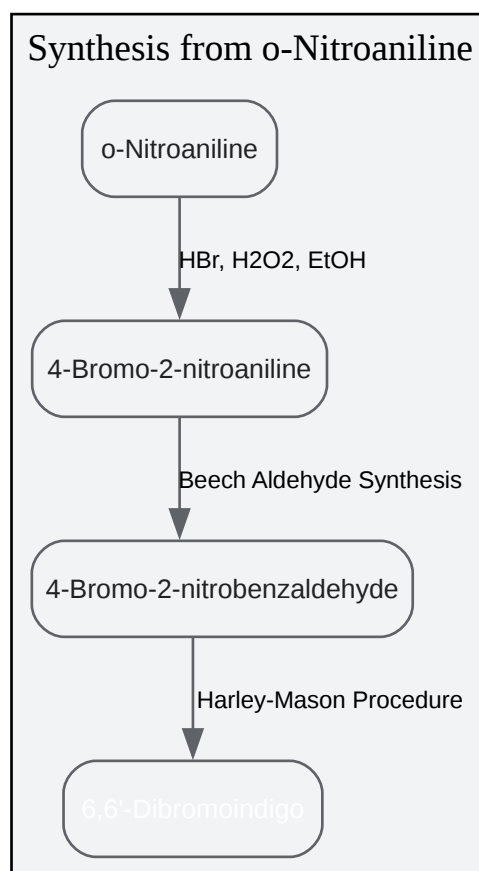 Synthesis from o-Nitroaniline
o-Nitroaniline
HBr, H2O2, EtOH
4-Bromo-2-nitroaniline
Beech Aldehyde Synthesis
4-Bromo-2-nitrobenzaldehyde
Harley-Mason Procedure
6,6'-Dibromoindigo